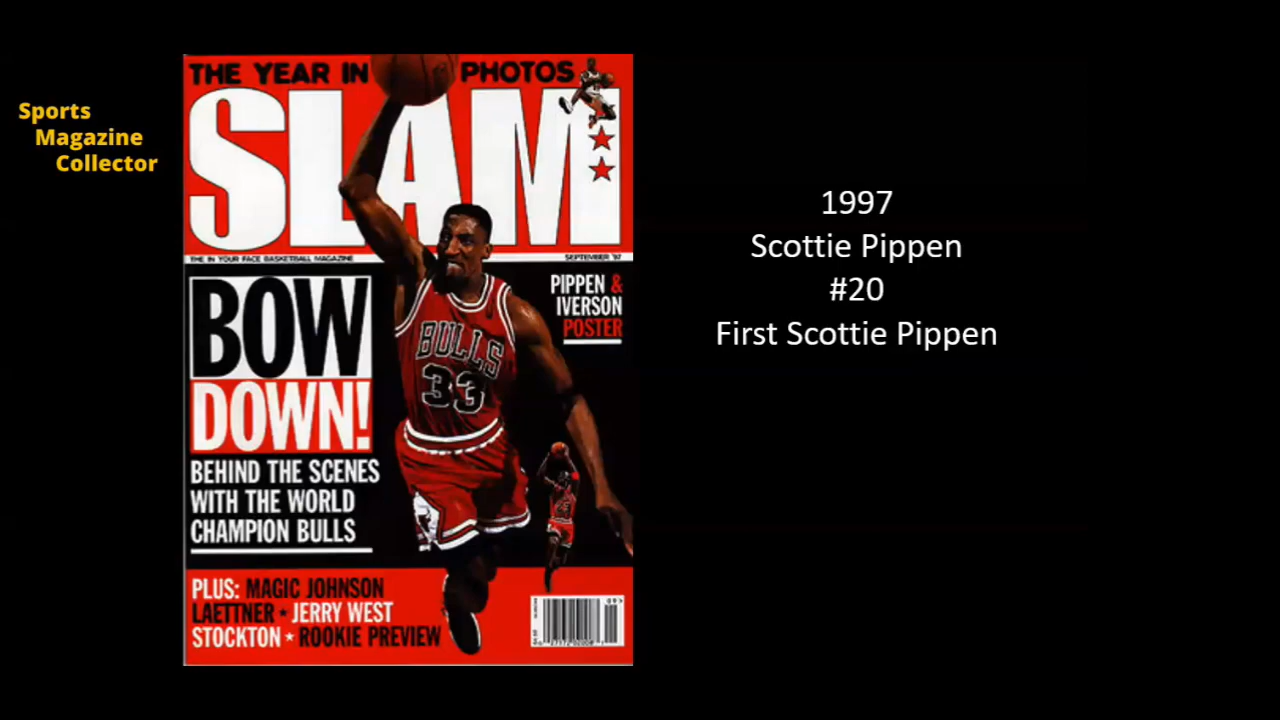 Sports
Magazine
Collector
THE YEAR IN PHOTOS
SLAM
THE IN YOUR FACE BASKETBALL MAGAZINE
SEPTEMBER '97
BOW
DOWN!
BEHIND THE SCENES
WITH THE WORLD
CHAMPION BULLS
PIPPEN &
IVERSON
POSTER
BULLS
33
PLUS: MAGIC JOHNSON
LAETTNER ★ JERRY WEST
STOCKTON ★ ROOKIE PREVIEW
1997
Scottie Pippen
#20
First Scottie Pippen